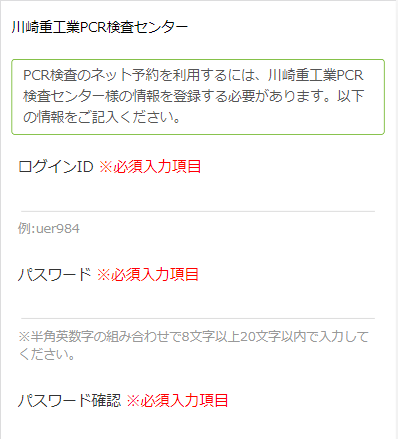 川崎重工業PCR検査センター
PCR検査のネット予約を利用するには、川崎重工業PCR
検査センター様の情報を登録する必要があります。以下
の情報をご記入ください。
ログインID ※必須入力項目
例:uer984
パスワード ※必須入力項目
※半角英数字の組み合わせで8文字以上20文字以内で入力して
ください。
パスワード確認 ※必須入力項目